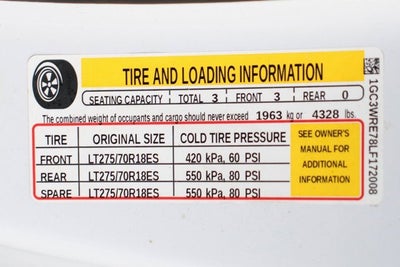 TIRE AND LOADING INFORMATION
SEATING CAPACITY TOTAL 3 FRONT 3 REAR 0
The combined weight of occupants and cargo should never exceed 1963 kg or 4328 lbs.
TIRE ORIGINAL SIZE COLD TIRE PRESSURE
FRONT LT275/70R18ES 420 kPa, 60 PSI
REAR LT275/70R18ES 550 kPa, 80 PSI
SPARE LT275/70R18ES 550 kPa, 80 PSI
SEE OWNER'S
MANUAL FOR
ADDITIONAL
INFORMATION
1GC3WRE78LF172008